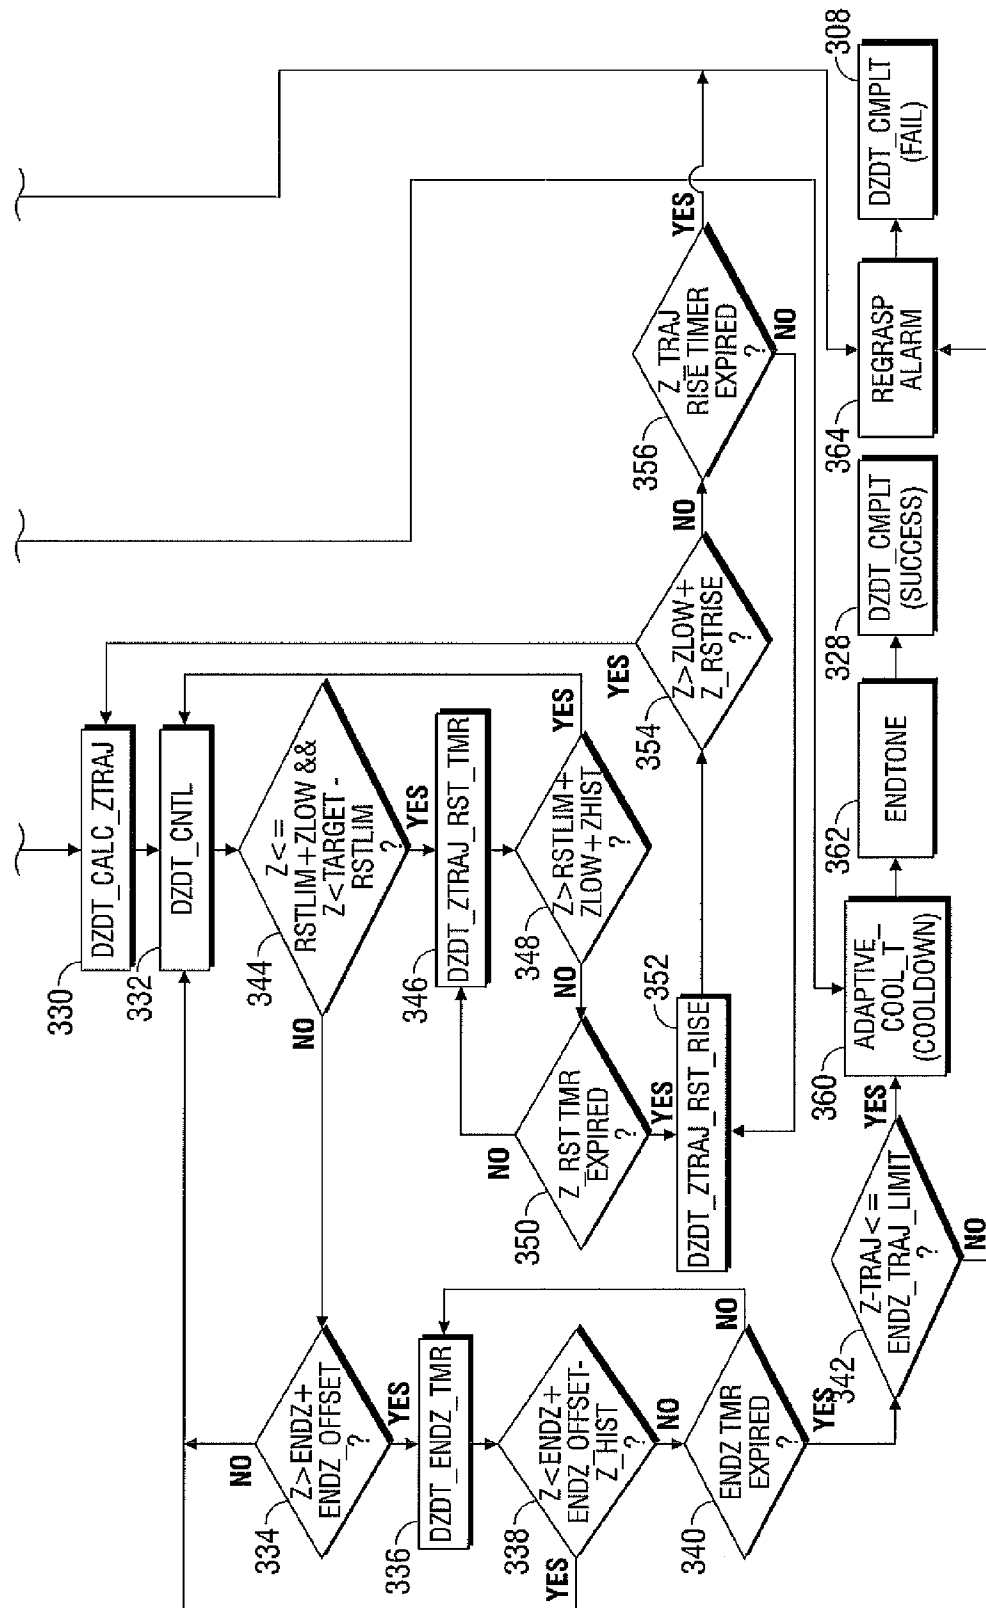 330
DZDT_CALC_ZTRAJ
332
DZDT_CNTL
344
Z<=
RSTLIM+ZLOW &&
Z<TARGET-
RSTLIM
?
NO
YES
346
DZDT_ZTRAJ_RST_TMR
348
Z>RSTLIM+
ZLOW+ZHIST
?
YES
NO
350
Z_RST TMR
EXPIRED
?
NO
YES
352
DZDT_ZTRAJ_RST_RISE
354
Z>ZLOW+
Z_RSTRISE
?
YES
NO
356
Z_TRAJ
RISE TIMER
EXPIRED
?
YES
NO
334
Z>ENDZ+
ENDZ_OFFSET
?
NO
YES
336
DZDT_ENDZ_TMR
338
Z<ENDZ+
ENDZ_OFFSET-
Z_HIST
?
YES
NO
340
ENDZ TMR
EXPIRED
?
NO
YES
342
Z-TRAJ<=
ENDZ_TRAJ_LIMIT
?
YES
NO
360
ADAPTIVE_
COOL_T
(COOLDOWN)
362
ENDTONE
328
DZDT_CMPLT
(SUCCESS)
364
REGRASP
ALARM
308
DZDT_CMPLT
(FAIL)